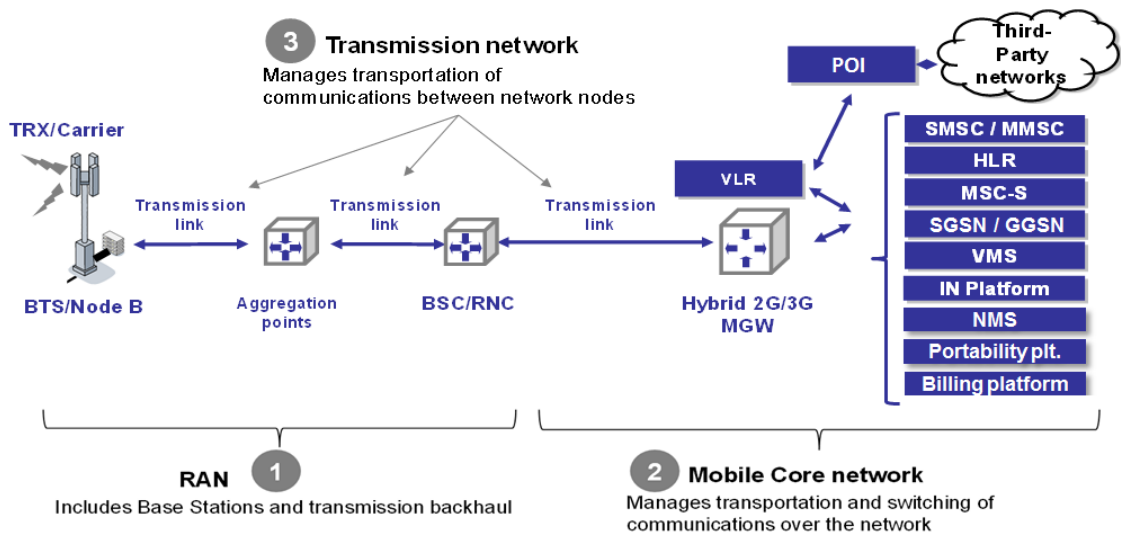 3 Transmission network
Manages transportation of
communications between network nodes
POI
Third-
Party
networks
TRX/Carrier
SMSC / MMSC
HLR
MSC-S
SGSN / GGSN
VMS
IN Platform
NMS
Portability plt.
Billing platform
VLR
Transmission
link
Transmission
link
Transmission
link
BTS/Node B
Aggregation
points
BSC/RNC
Hybrid 2G/3G
MGW
RAN 1
Includes Base Stations and transmission backhaul
2 Mobile Core network
Manages transportation and switching of
communications over the network